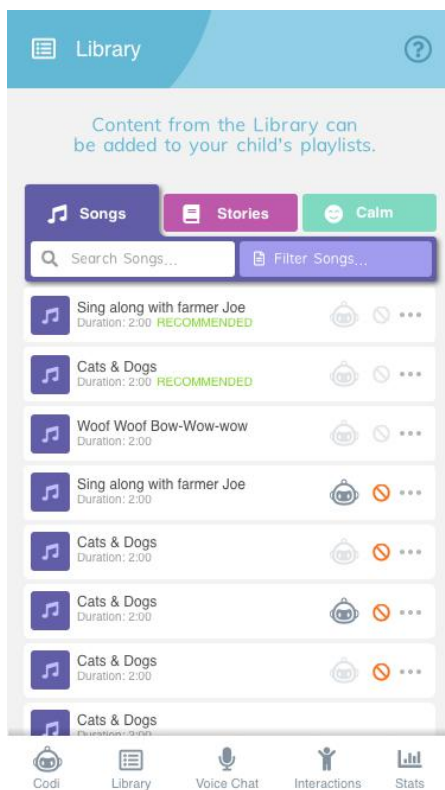 Library
Content from the Library can
be added to your child's playlists.
Songs
Stories
Calm
Search Songs...
Filter Songs...
Sing along with farmer Joe
Duration: 2:00 RECOMMENDED
Cats & Dogs
Duration: 2:00 RECOMMENDED
Woof Woof Bow-Wow-wow
Duration: 2:00
Sing along with farmer Joe
Duration: 2:00
Cats & Dogs
Duration: 2:00
Cats & Dogs
Duration: 2:00
Cats & Dogs
Duration: 2:00
Cats & Dogs
Codi
Library
Voice Chat
Interactions
Stats